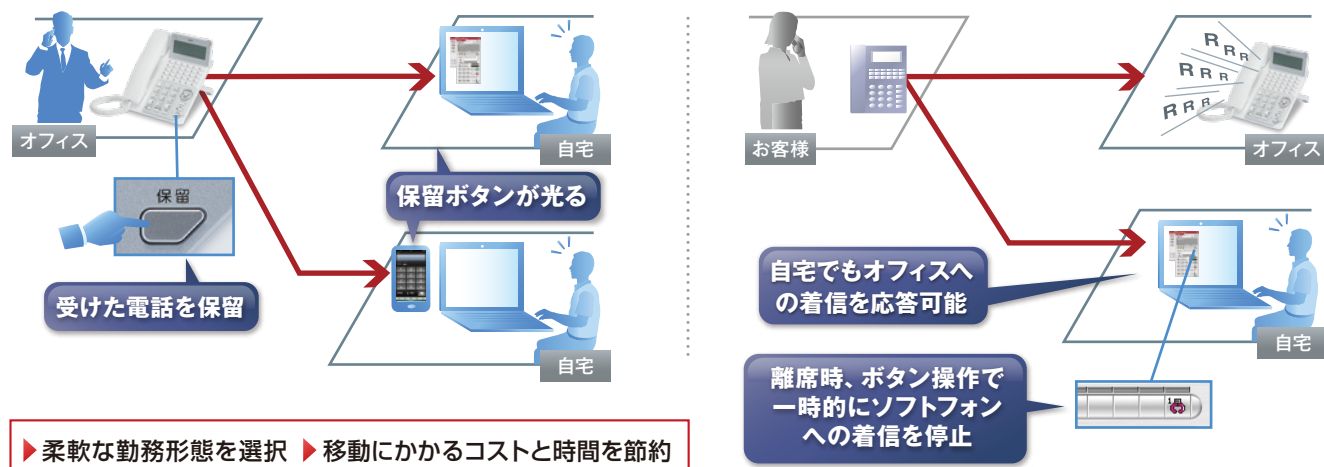 オフィス
自宅
保留ボタンが光る
保留
受けた電話を保留
自宅
▶柔軟な勤務形態を選択 ▶移動にかかるコストと時間を節約
お客様
RRR
RRR
RRR
オフィス
自宅でもオフィスへ
の着信を応答可能
自宅
離席時、ボタン操作で
一時的にソフトフォン
への着信を停止